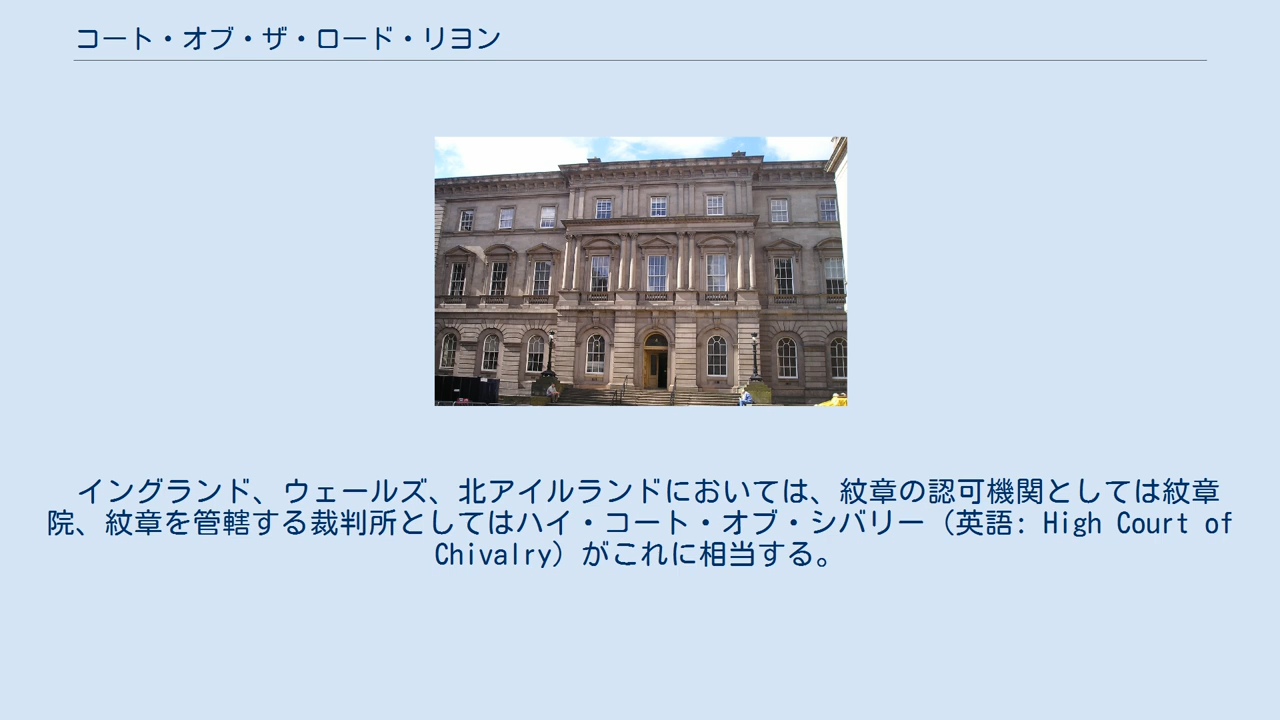 コート・オブ・ザ・ロード・リヨン
イングランド、ウェールズ、北アイルランドにおいては、紋章の認可機関としては紋章
院、紋章を管轄する裁判所としてはハイ・コート・オブ・シバリー（英語: High Court of
Chivalry）がこれに相当する。